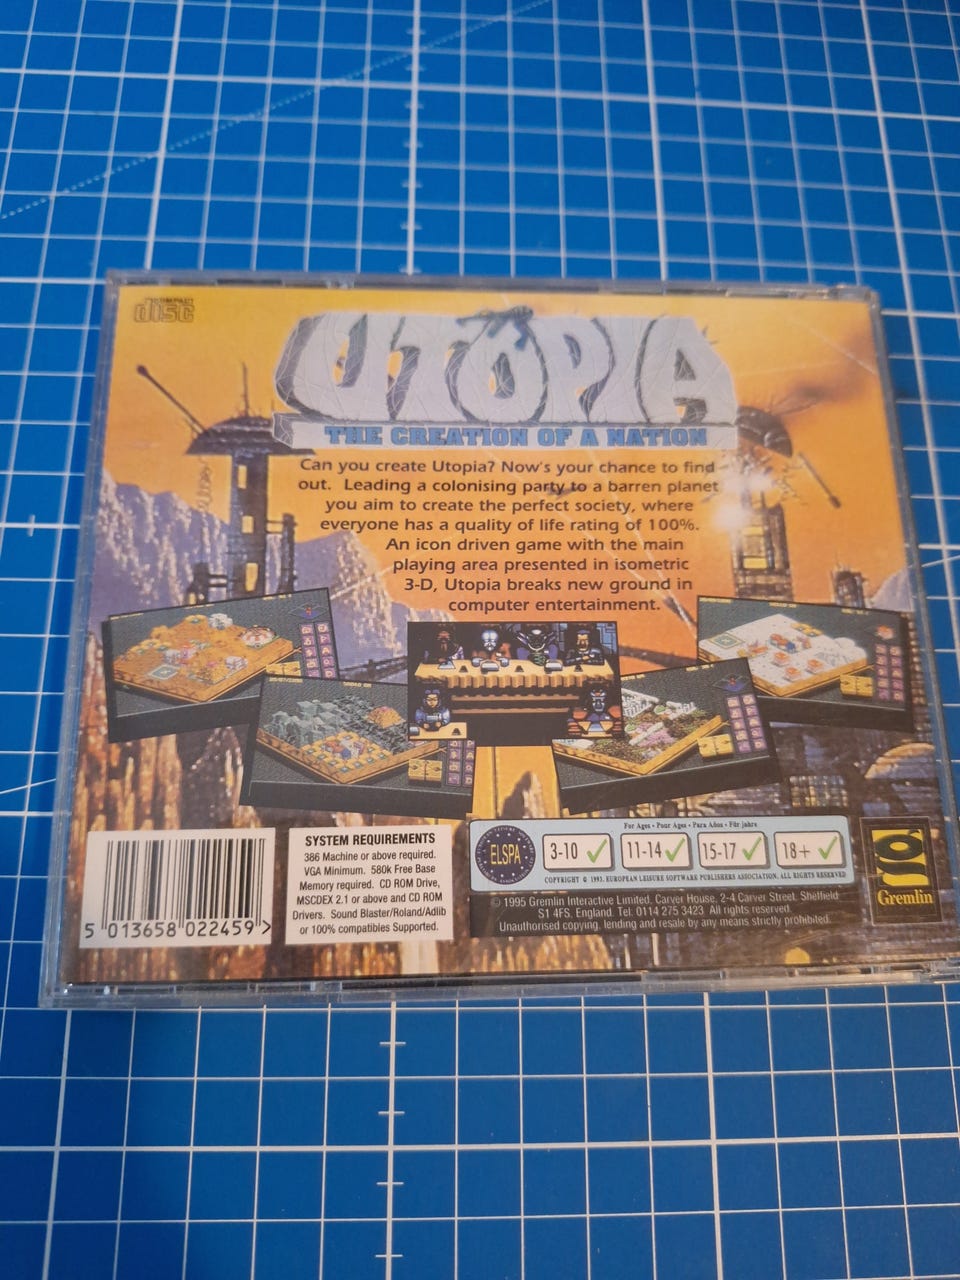 COMPACT
disc
UTOPIA
THE CREATION OF A NATION
Can you create Utopia? Now's your chance to find
out. Leading a colonising party to a barren planet
you aim to create the perfect society, where
everyone has a quality of life rating of 100%.
An icon driven game with the main
playing area presented in isometric
3-D, Utopia breaks new ground in
computer entertainment.
5 013658 022459 >
SYSTEM REQUIREMENTS
386 Machine or above required.
VGA Minimum. 580k Free Base
Memory required. CD ROM Drive,
MSCDEX 2.1 or above and CD ROM
Drivers. Sound Blaster/Roland/Adlib
or 100% compatibles Supported.
ELSPA
For Ages • Pour Ages • Para Años • Für jahre
3-10 11-14 15-17 18+
COPYRIGHT © 1993. EUROPEAN LEISURE SOFTWARE PUBLISHERS ASSOCIATION. ALL RIGHTS RESERVED
© 1995 Gremlin Interactive Limited. Carver House, 2-4 Carver Street. Sheffield
S1 4FS. England. Tel. 0114 275 3423 All rights reserved.
Unauthorised copying, lending and resale by any means strictly prohibited.
Gremlin